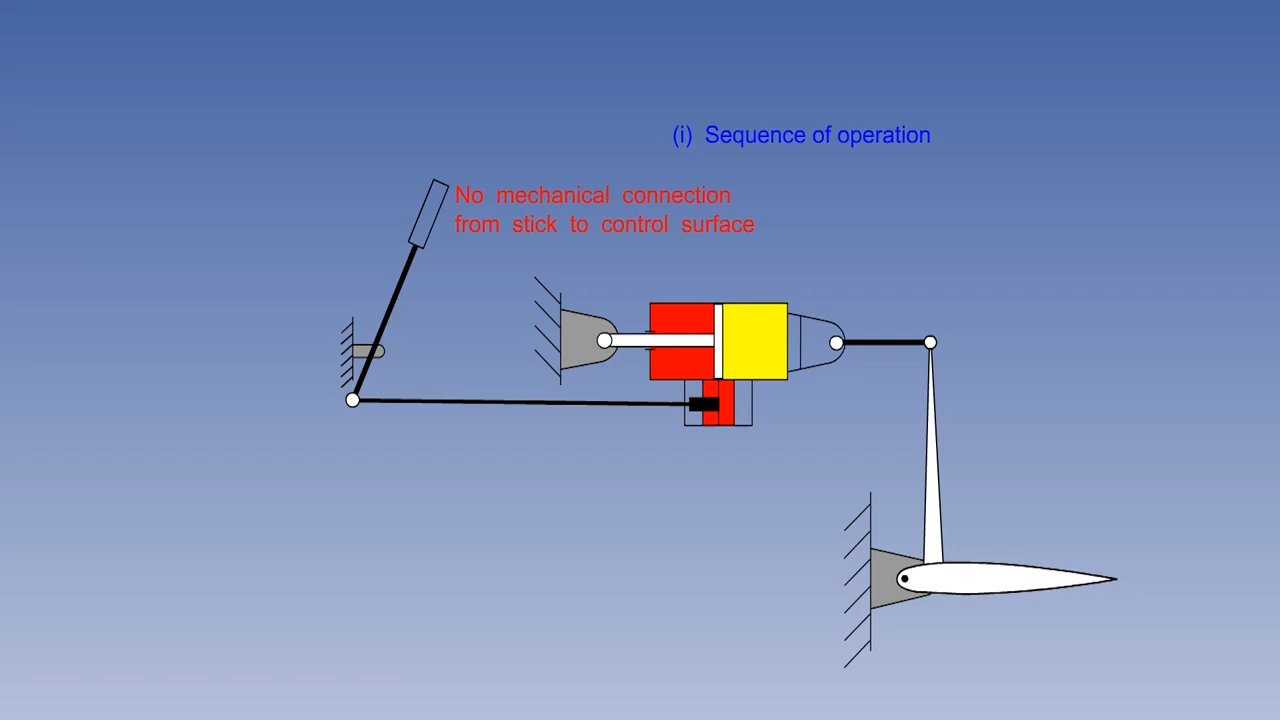 (i) Sequence of operation
No mechanical connection
from stick to control surface